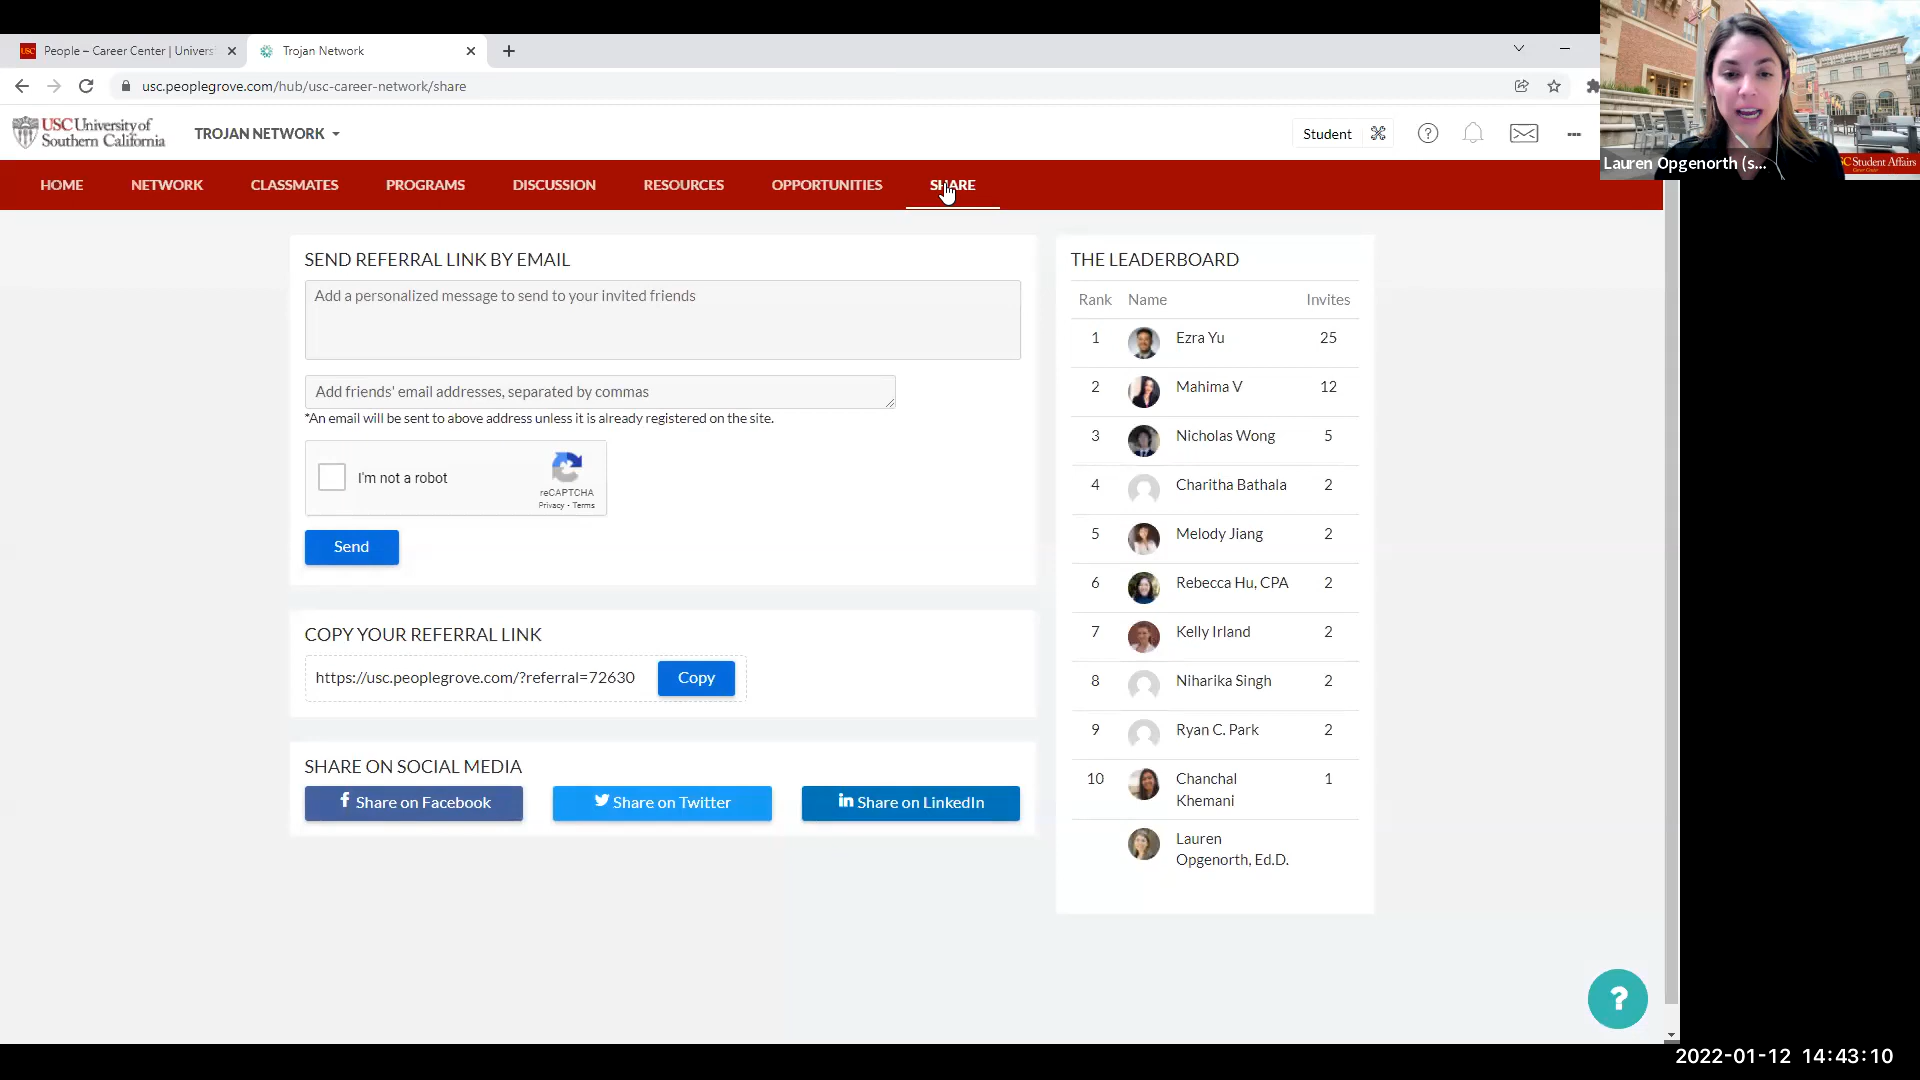 USC
People – Career Center | Univers
Trojan Network
usc.peoplegrove.com/hub/usc-career-network/share
USC University of
Southern California
TROJAN NETWORK
Student
HOME
NETWORK
CLASSMATES
PROGRAMS
DISCUSSION
RESOURCES
OPPORTUNITIES
SHARE
Lauren Opgenorth (s...
SC Student Affairs
SEND REFERRAL LINK BY EMAIL
Add a personalized message to send to your invited friends
Add friends' email addresses, separated by commas
*An email will be sent to above address unless it is already registered on the site.
I'm not a robot
reCAPTCHA
Privacy - Terms
Send
COPY YOUR REFERRAL LINK
https://usc.peoplegrove.com/?referral=72630
Copy
SHARE ON SOCIAL MEDIA
Share on Facebook
Share on Twitter
Share on LinkedIn
THE LEADERBOARD
Rank Name Invites
1 Ezra Yu 25
2 Mahima V 12
3 Nicholas Wong 5
4 Charitha Bathala 2
5 Melody Jiang 2
6 Rebecca Hu, CPA 2
7 Kelly Irland 2
8 Niharika Singh 2
9 Ryan C. Park 2
10 Chanchal 1
Khemani
Lauren
Opgenorth, Ed.D.
?
2022-01-12 14:43:10